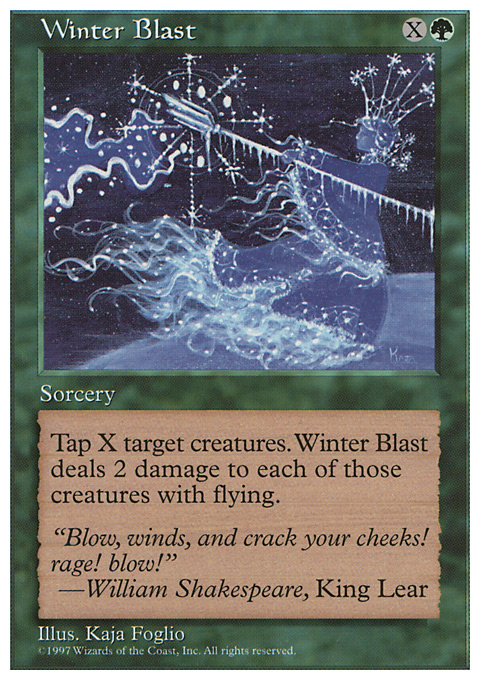 Winter Blast X
Sorcery
Tap X target creatures. Winter Blast
deals 2 damage to each of those
creatures with flying.
“Blow, winds, and crack your cheeks!
rage! blow!”
—William Shakespeare, King Lear
Illus. Kaja Foglio
©1997 Wizards of the Coast, Inc. All rights reserved.